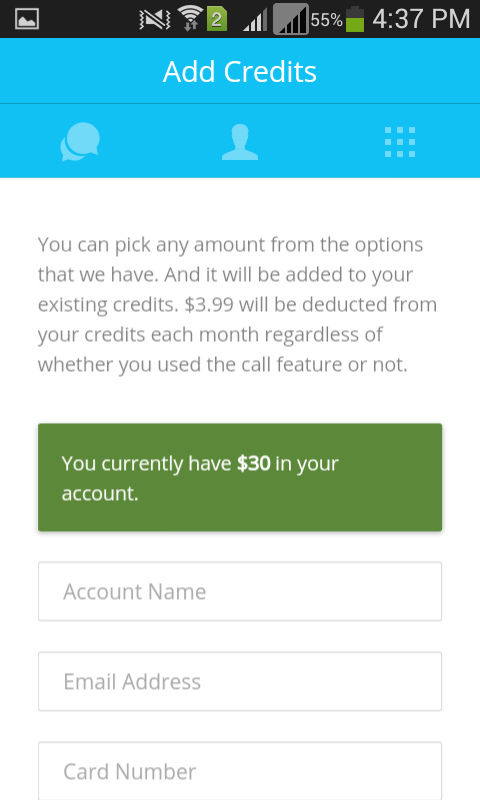 2
55%
4:37 PM
Add Credits
You can pick any amount from the options
that we have. And it will be added to your
existing credits. $3.99 will be deducted from
your credits each month regardless of
whether you used the call feature or not.
You currently have $30 in your
account.
Account Name
Email Address
Card Number